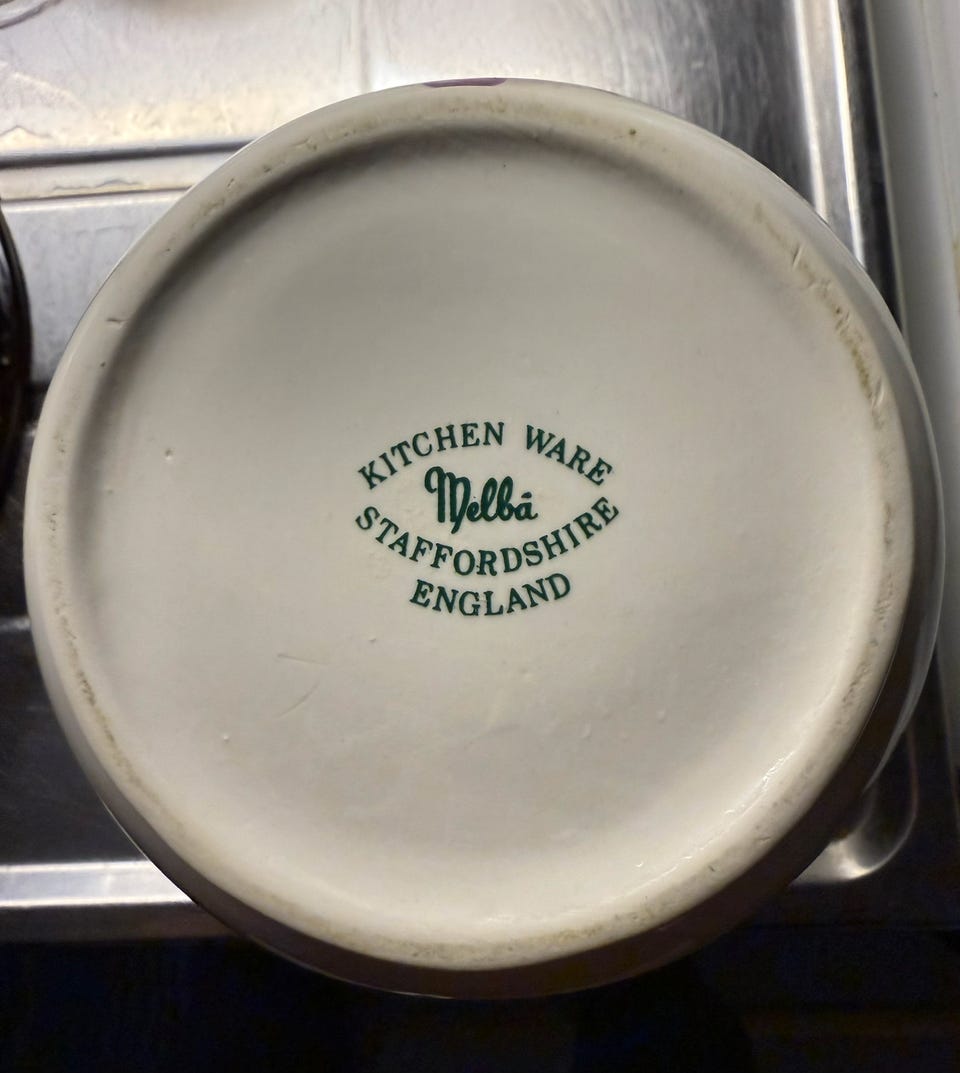 KITCHEN WARE
Melba
STAFFORDSHIRE
ENGLAND